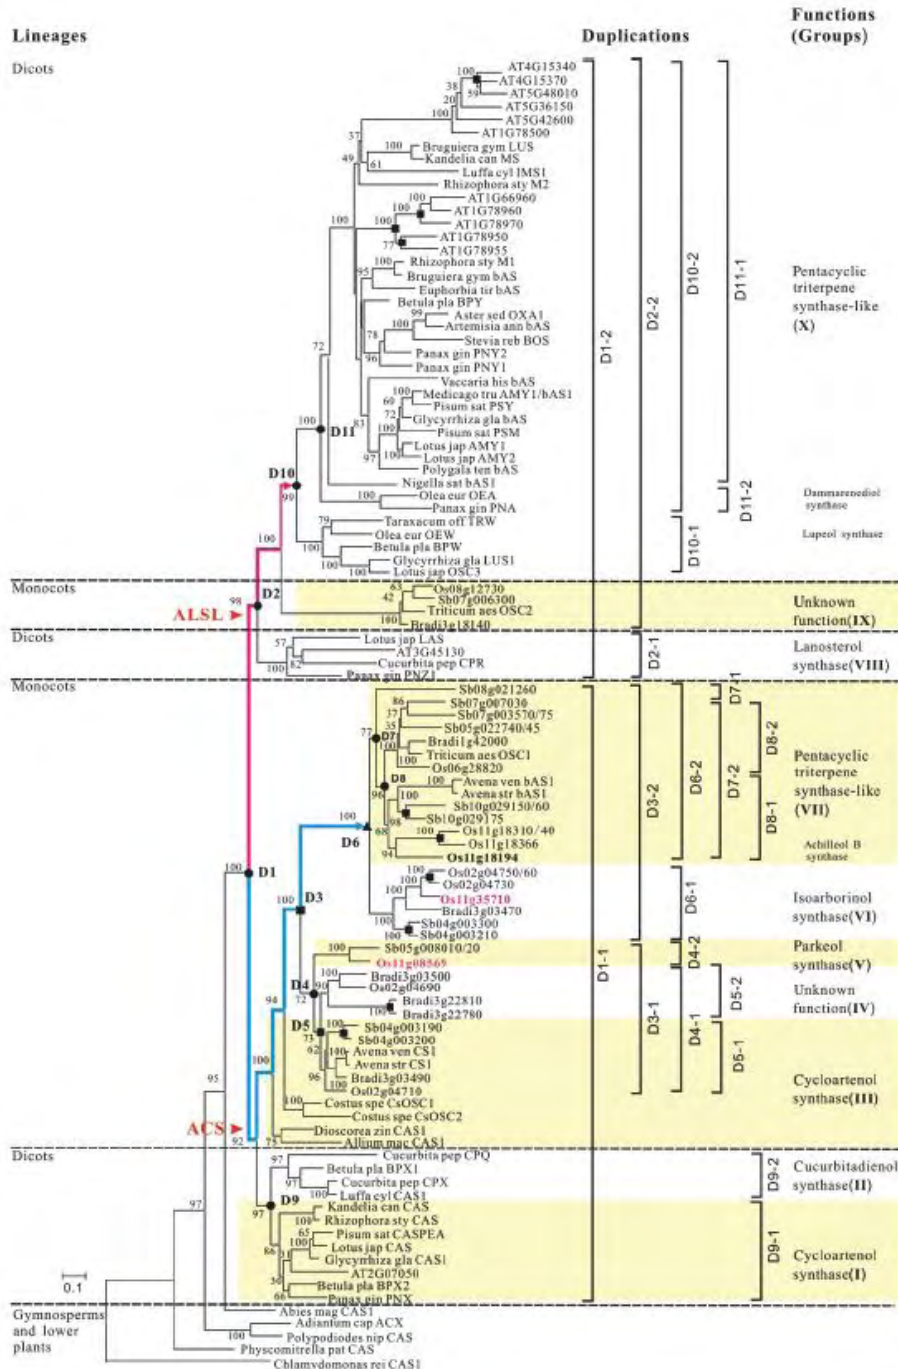 Lineages
Duplications
Functions
(Groups)
Dicots
AT4G15340
AT4G15370
AT5G48010
AT5G36150
AT5G42600
AT1G78500
Bruguiera gym LUS
Kandelia can MS
Luffa cyl IMS1
Rhizophora sty M2
AT1G66960
AT1G78960
AT1G78970
AT1G78950
AT1G78955
Rhizophora sty M1
Bruguiera gym bAS
Euphorbia tir bAS
Betula pla BPY
Aster sed OXA1
Artemisia ann bAS
Stevia reb BOS
Panax gin PNY2
Panax gin PNY1
Vaccaria his bAS
Medicago tru AMY1/bAS1
Pisum sat PSY
Glycyrrhiza gla bAS
Pisum sat PSM
Lotus jap AMY1
Lotus jap AMY2
Polygala ten bAS
Nigella sat bAS1
Olea eur OEA
Panax gin PNA
Taraxacum off TRW
Olea eur OEW
Betula pla BPW
Glycyrrhiza gla LUS1
Lotus jap OSC3
D11
D10
D1-2
D2-2
D10-2
D11-1
D11-2
D10-1
Pentacyclic
triterpene
synthase-like
(X)
Dammarenediol
synthase
Lupeol synthase
Monocots
D2
ALSL
Os08g12730
Sb07g006300
Triticum aes OSC2
Bradi3g18140
Unknown
function(IX)
Dicots
Lotus jap LAS
AT3G45130
Cucurbita pep CPR
Panax gin PNZ1
D2-1
Lanosterol
synthase(VIII)
Monocots
Sb08g021260
Sb07g007030
Sb07g003570/75
Sb05g022740/45
Bradi1g42000
Triticum aes OSC1
Os06g28820
Avena ven bAS1
Avena str bAS1
Sb10g029150/60
Sb10g029175
Os11g18310/40
Os11g18366
Os11g18194
D7
D8
D6
D3-2
D6-2
D7-1
D7-2
D8-2
D8-1
Pentacyclic
triterpene
synthase-like
(VII)
Achilleol B
synthase
Os02g04750/60
Os02g04730
Os11g35710
Bradi3g03470
Sb04g003300
Sb04g003210
D1
D3
D6-1
Isoarborinol
synthase(VI)
Sb05g008010/20
Os11g08569
D1-1
D4-2
Parkeol
synthase(V)
Bradi3g03500
Os02g04690
Bradi3g22810
Bradi3g22780
D4
D5-2
Unknown
function(IV)
Sb04g003190
Sb04g003200
Avena ven CS1
Avena str CS1
Bradi3g03490
Os02g04710
Costus spe CsOSC1
Costus spe CsOSC2
Dioscorea zin CAS1
Allium mac CAS1
D5
ACS
D3-1
D4-1
D5-1
Cycloartenol
synthase(III)
Dicots
Cucurbita pep CPQ
Betula pla BPX1
Cucurbita pep CPX
Luffa cyl CAS1
D9
D9-2
Cucurbitadienol
synthase(II)
Kandelia can CAS
Rhizophora sty CAS
Pisum sat CASPEA
Lotus jap CAS
Glycyrrhiza gla CAS1
AT2G07050
Betula pla BPX2
Panax gin PNX
D9-1
Cycloartenol
synthase(I)
0.1
Gymnosperms
and lower
plants
Abies mag CAS1
Adiantum cap ACX
Polypodiodes nip CAS
Physcomitrella pat CAS
Chlamydomonas rei CAS1